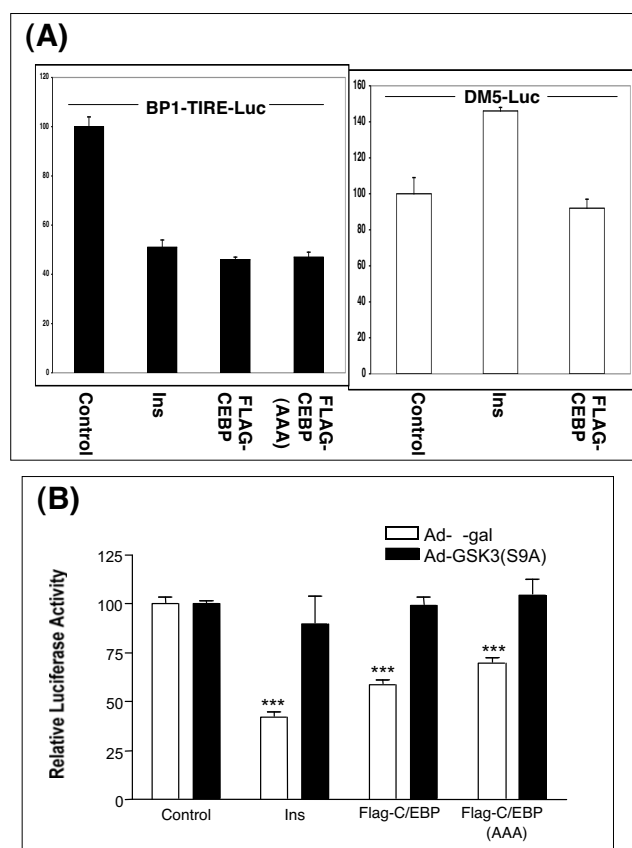 (A)
BP1-TIRE-Luc
120
100
80
60
40
20
0
Control
Ins
FLAG-
CEBP
FLAG-
CEBP
(AAA)
DM5-Luc
160
140
120
100
80
60
40
20
0
Control
Ins
FLAG-
CEBP
(B)
Ad- -gal
Ad-GSK3(S9A)
Relative Luciferase Activity
125
100
75
50
25
0
***
***
***
Control
Ins
Flag-C/EBP
Flag-C/EBP
(AAA)